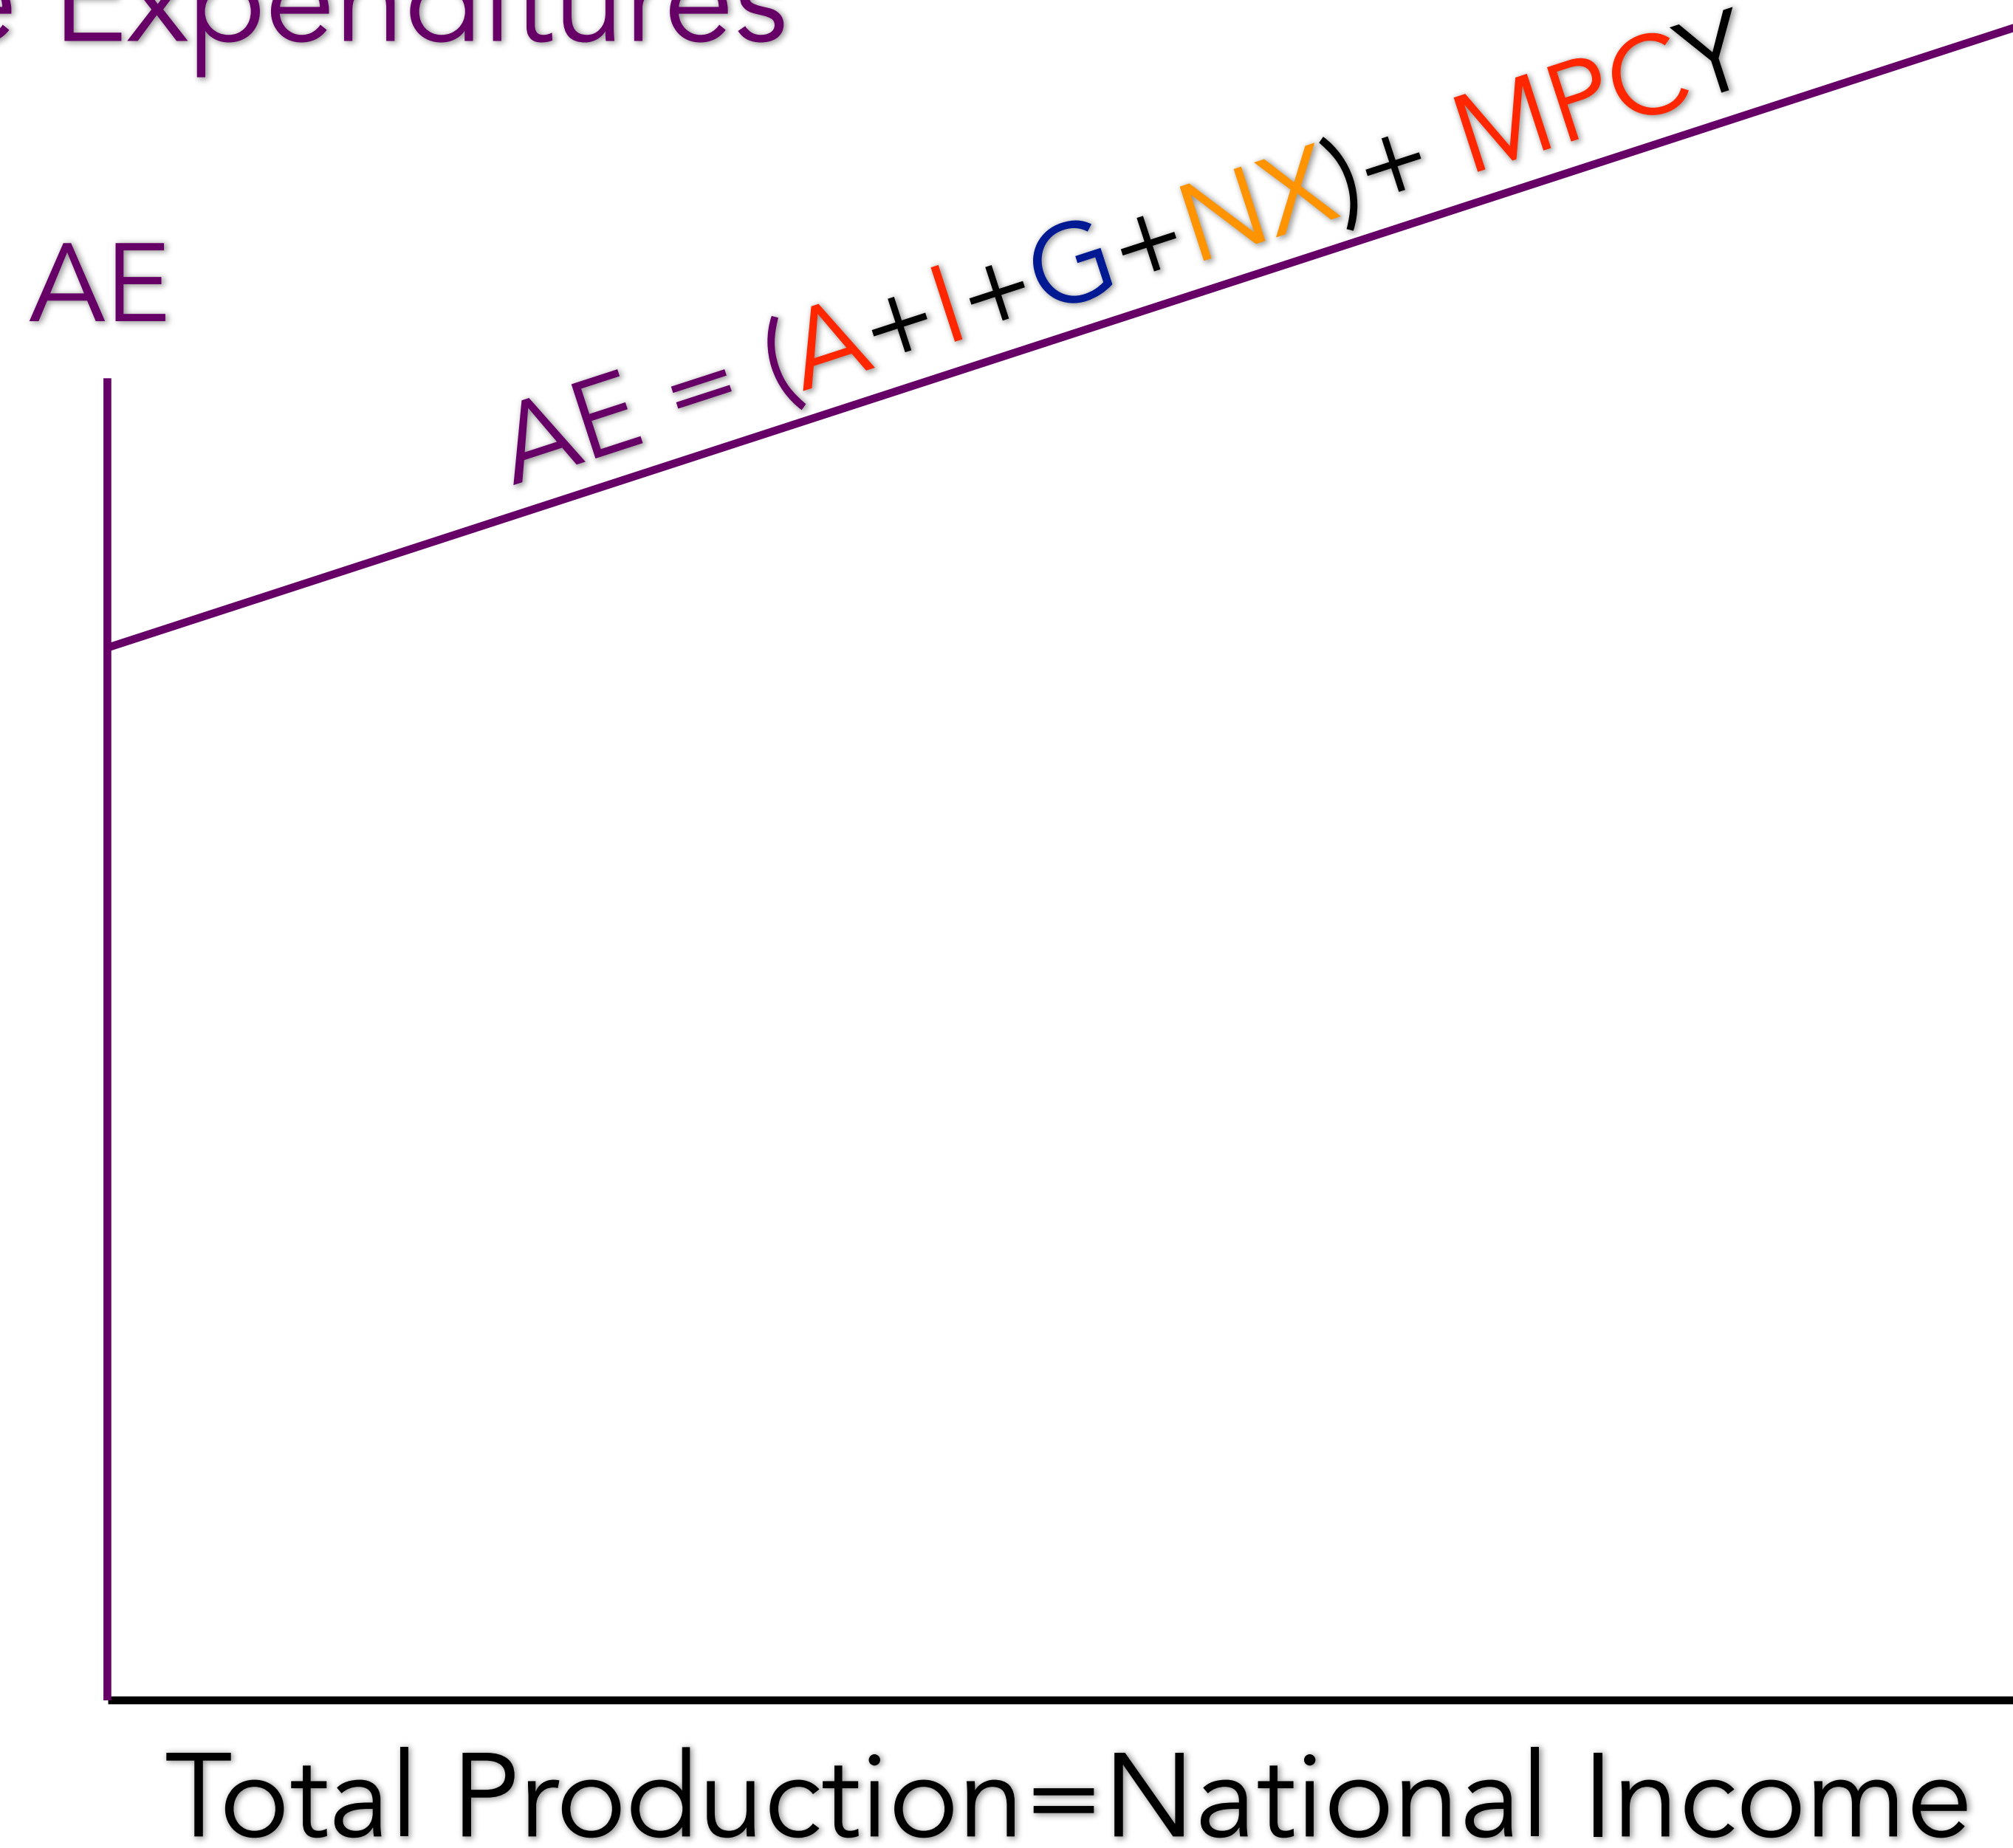 Expenditures
AE
AE = (A+I+G+NX)+ MPCY
Total Production=National Income